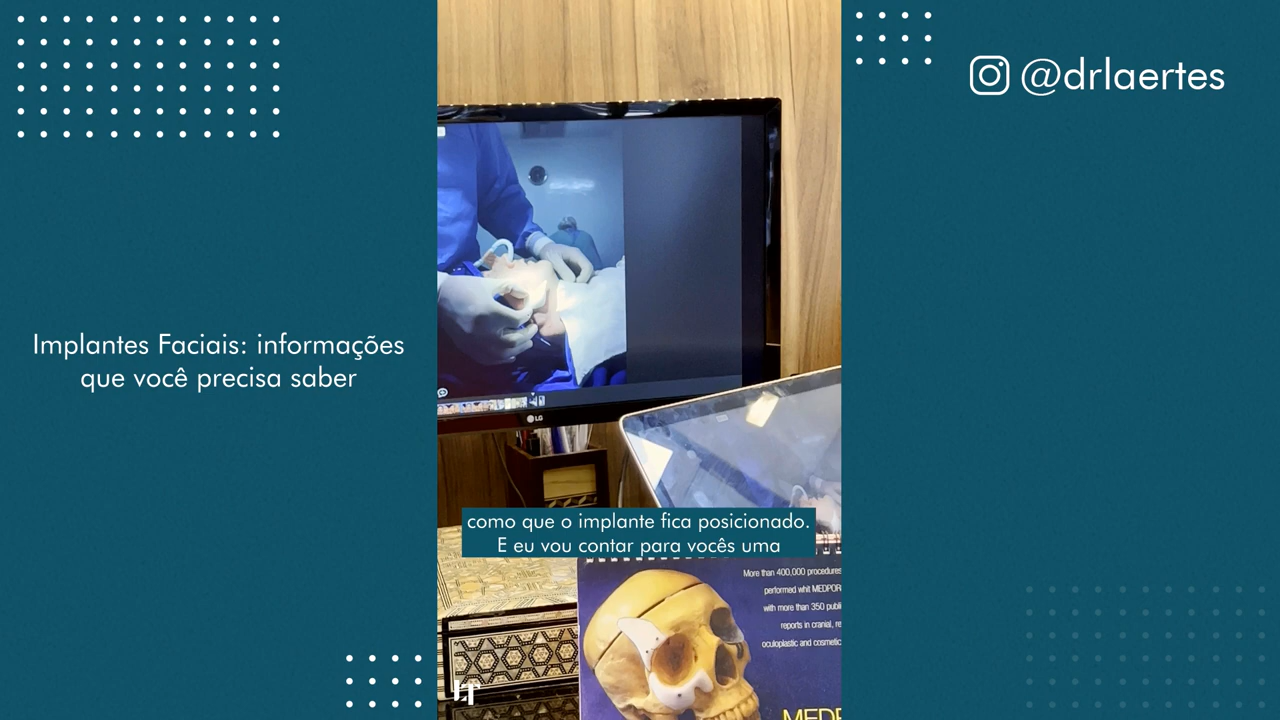 @drlaertes
Implantes Faciais: informações
que você precisa saber
LG
como que o implante fica posicionado.
E eu vou contar para vocês uma
More than 400,000 procedures
performed whit MEDPOR
with more than 350 publi
reports in cranial, re
oculoplastic and cosmetic
MEDP
LT